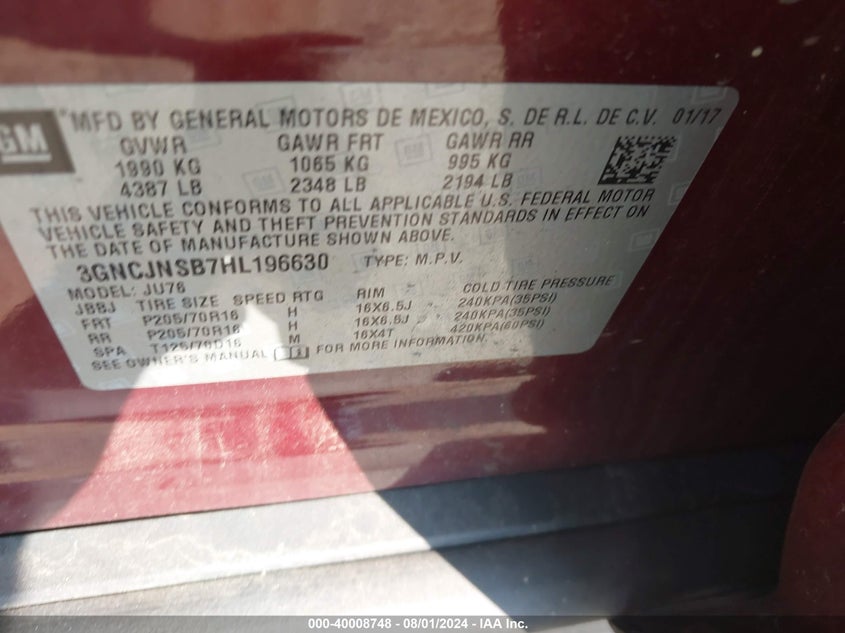 GM
*MFD BY GENERAL MOTORS DE MEXICO, S. DE R.L. DE C.V. 01/17
GVWR GAWR FRT GAWR RR
1990 KG 1065 KG 995 KG
4387 LB 2348 LB 2194 LB
THIS VEHICLE CONFORMS TO ALL APPLICABLE U.S. FEDERAL MOTOR
VEHICLE SAFETY AND THEFT PREVENTION STANDARDS IN EFFECT ON
THE DATE OF MANUFACTURE SHOWN ABOVE.
3GNCJNSB7HL196630 TYPE: M.P.V.
MODEL: JU76
JBBJ TIRE SIZE SPEED RTG RIM COLD TIRE PRESSURE
FRT P205/70R16 H 16X6.5J 240KPA(35PSI)
RR P205/70R16 H 16X6.5J 240KPA(35PSI)
SPA T125/70D16 M 16X4T 420KPA(60PSI)
SEE OWNER'S MANUAL FOR MORE INFORMATION.
000-40008748 - 08/01/2024 - IAA Inc.